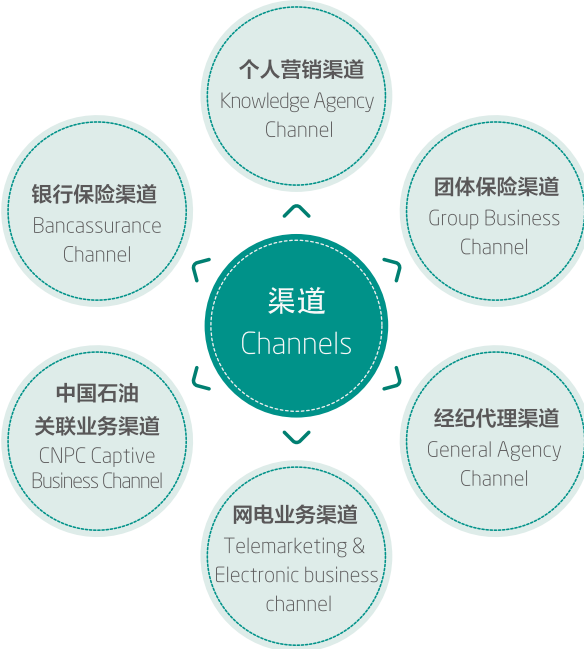 个人营销渠道
Knowledge Agency
Channel
银行保险渠道
Bancassurance
Channel
团体保险渠道
Group Business
Channel
渠道
Channels
中国石油
关联业务渠道
CNPC Captive
Business Channel
经纪代理渠道
General Agency
Channel
网电业务渠道
Telemarketing &
Electronic business
channel